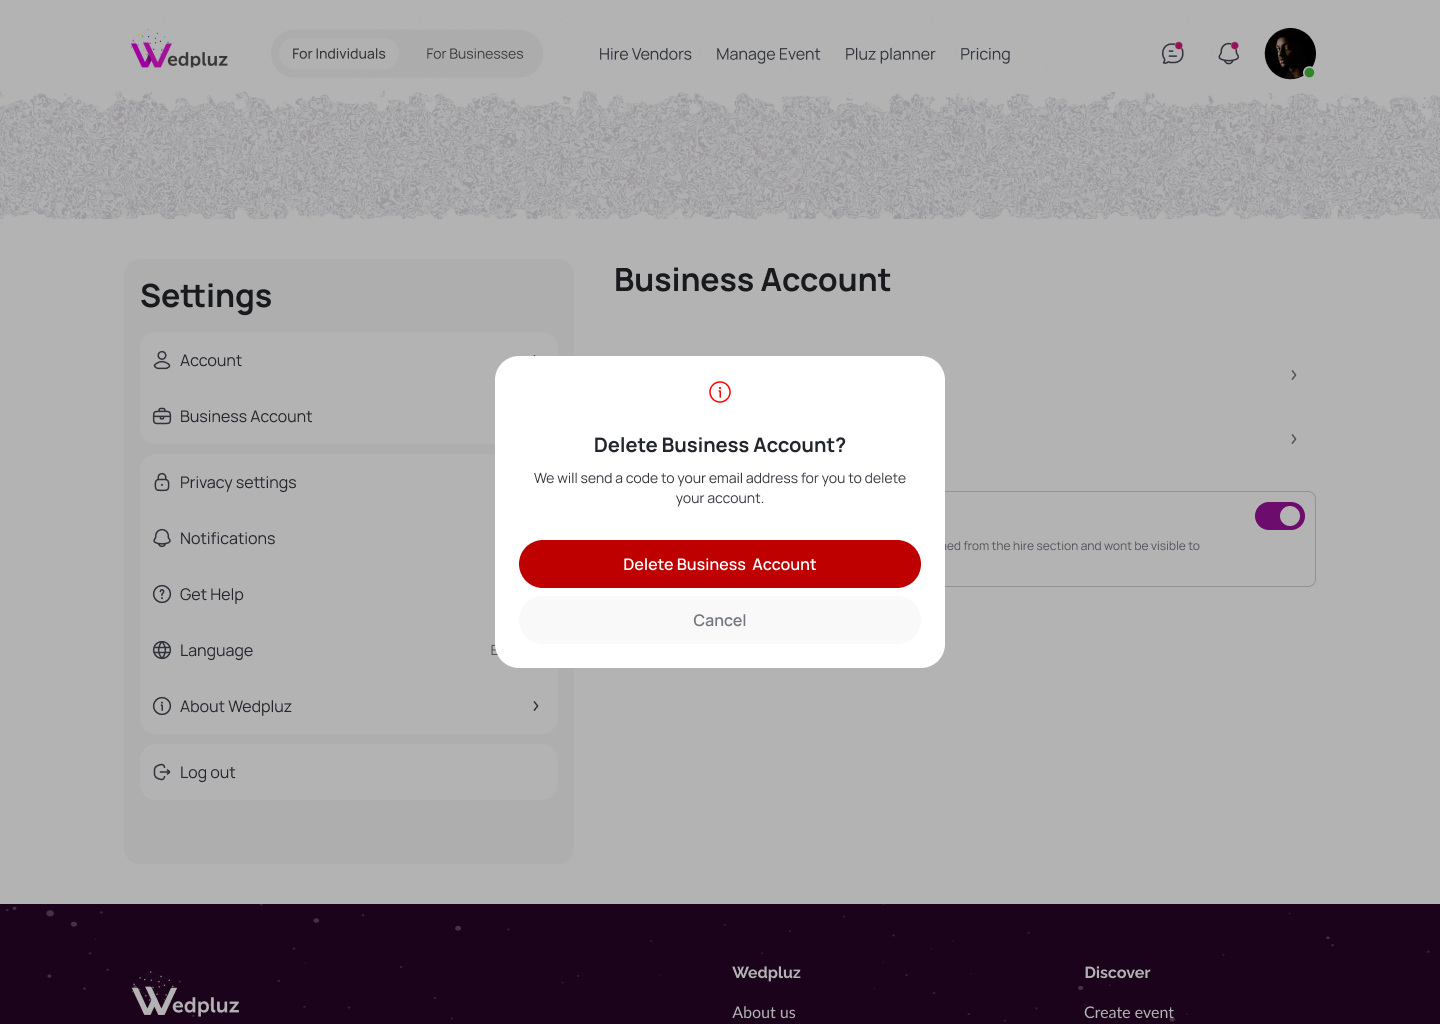 Wedpluz
For Individuals
For Businesses
Hire Vendors
Manage Event
Pluz planner
Pricing
Settings
Account
Business Account
Privacy settings
Notifications
Get Help
Language
About Wedpluz
Log out
Business Account
from the hire section and wont be visible to
Delete Business Account?
We will send a code to your email address for you to delete
your account.
Delete Business Account
Cancel
Wedpluz
Wedpluz
About us
Discover
Create event